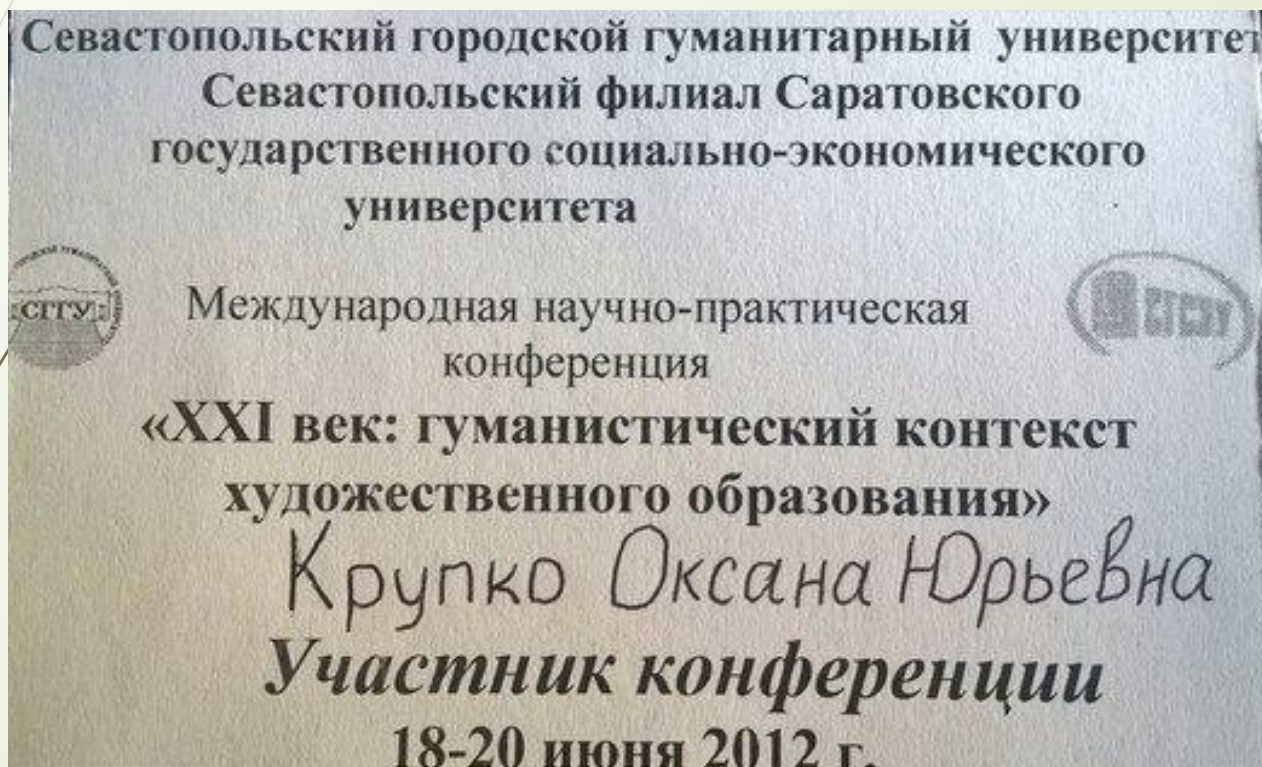 Севастопольский городской гуманитарный университет
Севастопольский филиал Саратовского
государственного социально-экономического
университета
СГГУ
СГСЭУ
Международная научно-практическая
конференция
«XXI век: гуманистический контекст
художественного образования»
Крупко Оксана Юрьевна
Участник конференции
18-20 июня 2012 г.